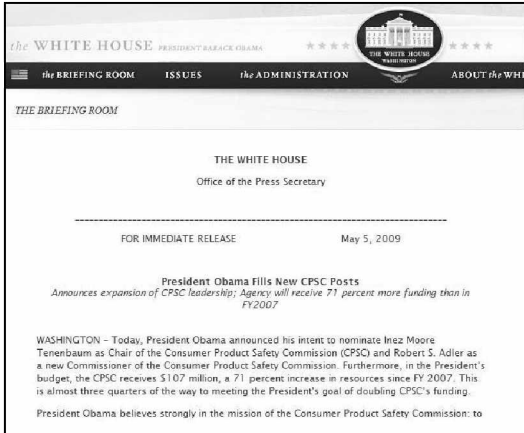 the WHITE HOUSE PRESIDENT BARACK OBAMA
THE WHITE HOUSE
WASHINGTON
the BRIEFING ROOM ISSUES the ADMINISTRATION ABOUT the WHI
THE BRIEFING ROOM
THE WHITE HOUSE
Office of the Press Secretary
FOR IMMEDIATE RELEASE May 5, 2009
President Obama Fills New CPSC Posts
Announces expansion of CPSC leadership; Agency will receive 71 percent more funding than in
FY2007
WASHINGTON – Today, President Obama announced his intent to nominate Inez Moore
Tenenbaum as Chair of the Consumer Product Safety Commission (CPSC) and Robert S. Adler as
a new Commissioner of the Consumer Product Safety Commission. Furthermore, in the President's
budget, the CPSC receives $107 million, a 71 percent increase in resources since FY 2007. This
is almost three quarters of the way to meeting the President's goal of doubling CPSC's funding.
President Obama believes strongly in the mission of the Consumer Product Safety Commission: to